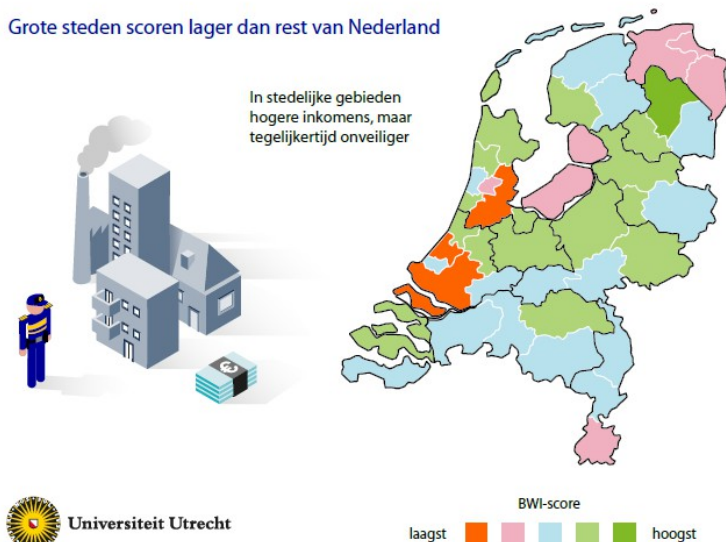 Grote steden scoren lager dan rest van Nederland
In stedelijke gebieden
hogere inkomens, maar
tegelijkertijd onveiliger
€
Universiteit Utrecht
BWI-score
laagst
hoogst